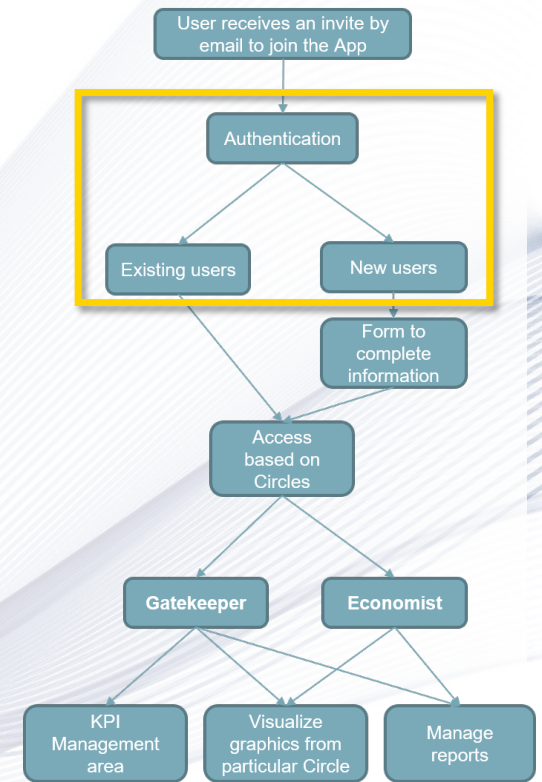 User receives an invite by
email to join the App
Authentication
Existing users
New users
Form to
complete
information
Access
based on
Circles
Gatekeeper
Economist
KPI
Management
area
Visualize
graphics from
particular Circle
Manage
reports